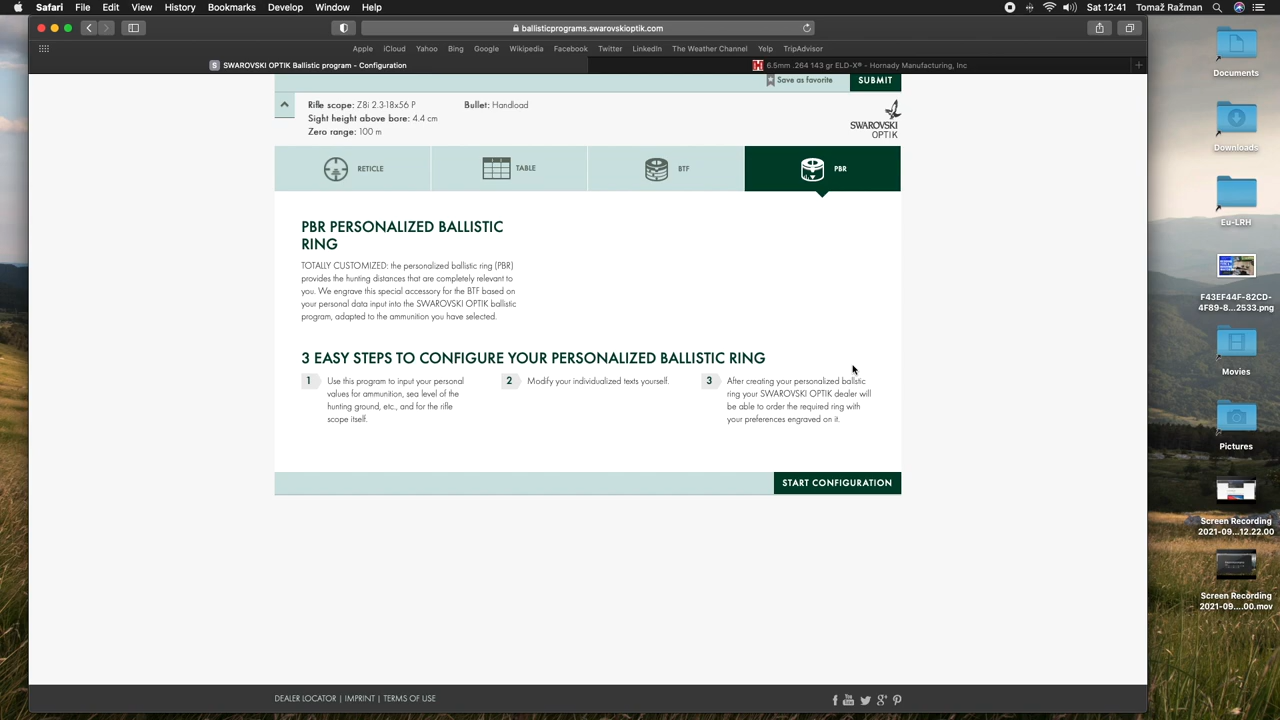 Safari File Edit View History Bookmarks Develop Window Help
Sat 12:41 Tomaž Ražman
ballisticprograms.swarovskioptik.com
Apple iCloud Yahoo Bing Google Wikipedia Facebook Twitter LinkedIn The Weather Channel Yelp TripAdvisor
S SWAROVSKI OPTIK Ballistic program - Configuration
H 6.5mm .264 143 gr ELD-X® - Hornady Manufacturing, Inc
Save as favorite
SUBMIT
Rifle scope: Z8i 2.3-18x56 P
Bullet: Handload
Sight height above bore: 4.4 cm
Zero range: 100 m
SWAROVSKI
OPTIK
RETICLE
TABLE
BTF
PBR
PBR PERSONALIZED BALLISTIC
RING
TOTALLY CUSTOMIZED: the personalized ballistic ring (PBR)
provides the hunting distances that are completely relevant to
you. We engrave this special accessory for the BTF based on
your personal data input into the SWAROVSKI OPTIK ballistic
program, adapted to the ammunition you have selected.
3 EASY STEPS TO CONFIGURE YOUR PERSONALIZED BALLISTIC RING
1
Use this program to input your personal
values for ammunition, sea level of the
hunting ground, etc., and for the rifle
scope itself.
2
Modify your individualized texts yourself.
3
After creating your personalized ballistic
ring your SWAROVSKI OPTIK dealer will
be able to order the required ring with
your preferences engraved on it.
START CONFIGURATION
DEALER LOCATOR | IMPRINT | TERMS OF USE
Documents
Downloads
Eu-LRH
F43EF44F-82CD-
4F89-8...2533.png
Movies
Pictures
Screen Recording
2021-09...12.22.00
Screen Recording
2021-09....00.mov